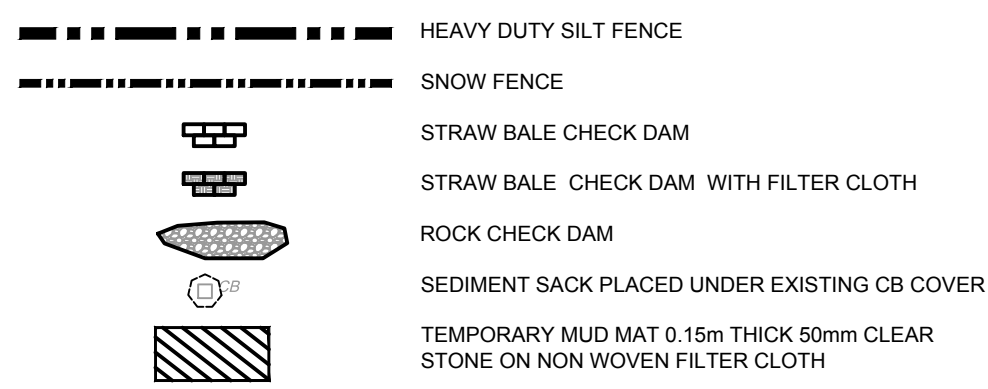 HEAVY DUTY SILT FENCE
SNOW FENCE
STRAW BALE CHECK DAM
STRAW BALE CHECK DAM WITH FILTER CLOTH
ROCK CHECK DAM
CB SEDIMENT SACK PLACED UNDER EXISTING CB COVER
TEMPORARY MUD MAT 0.15m THICK 50mm CLEAR
STONE ON NON WOVEN FILTER CLOTH